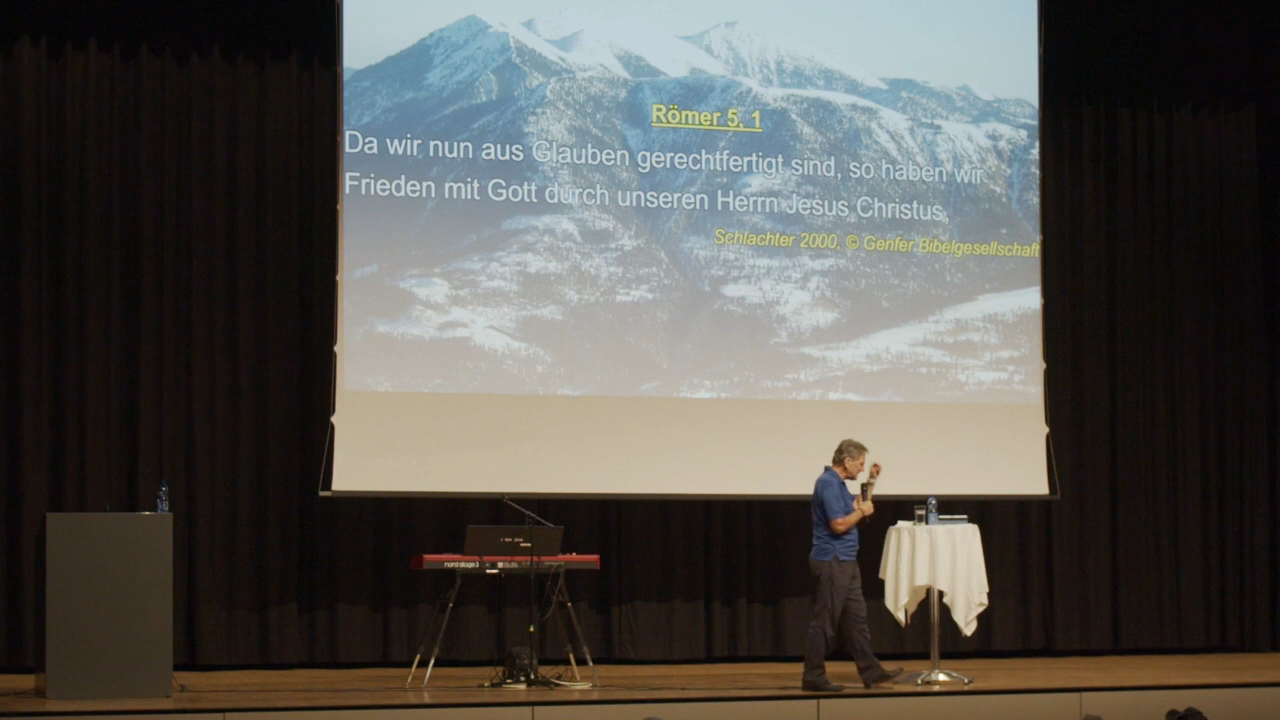 Römer 5, 1
Da wir nun aus Glauben gerechtfertigt sind, so haben wir
Frieden mit Gott durch unseren Herrn Jesus Christus,
Schlachter 2000, © Genfer Bibelgesellschaft
nord stage 3